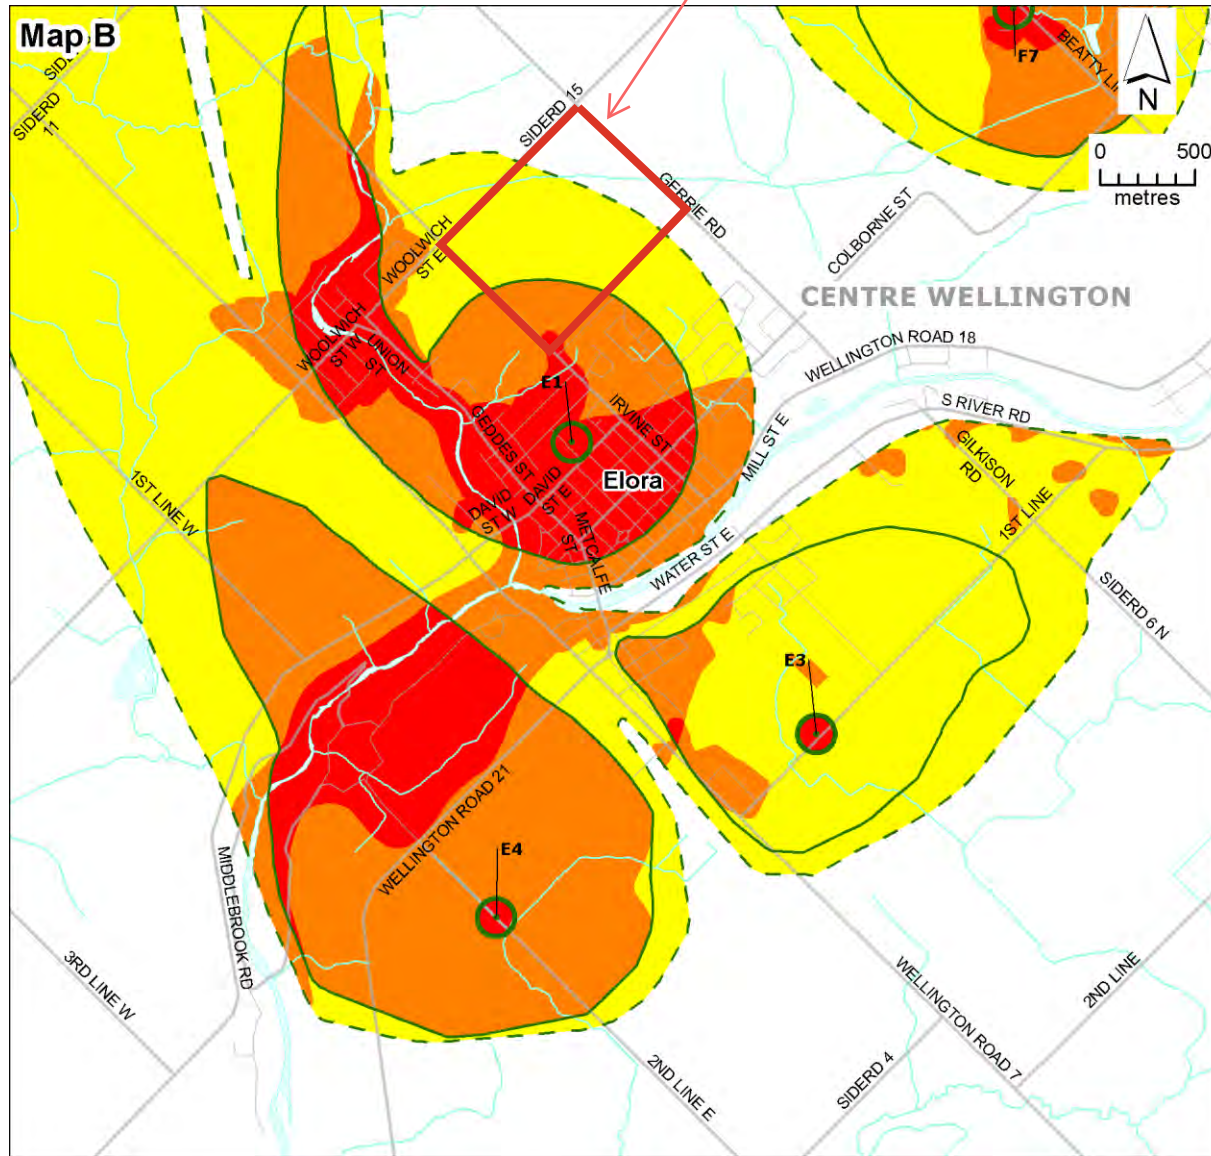 Map B
SIDERD
11
SIDERD 15
F7
BEATTY LI
N
0 500
metres
GERRIE RD
COLBORNE ST
WOOLWICH
ST E
CENTRE WELLINGTON
WOOLWICH
ST W
UNION
ST
WELLINGTON ROAD 18
E1
IRVINE ST
S RIVER RD
GEDDES ST
GILKISON
RD
MILL ST E
Elora
DAVID
ST W
DAVID
ST E
METCALFE
ST
1ST LINE W
1ST LINE
WATER ST E
SIDERD 6 N
E3
WELLINGTON ROAD 21
E4
MIDDLEBROOK RD
3RD LINE W
WELLINGTON ROAD 7
2ND LINE
2ND LINE E
SIDERD 4